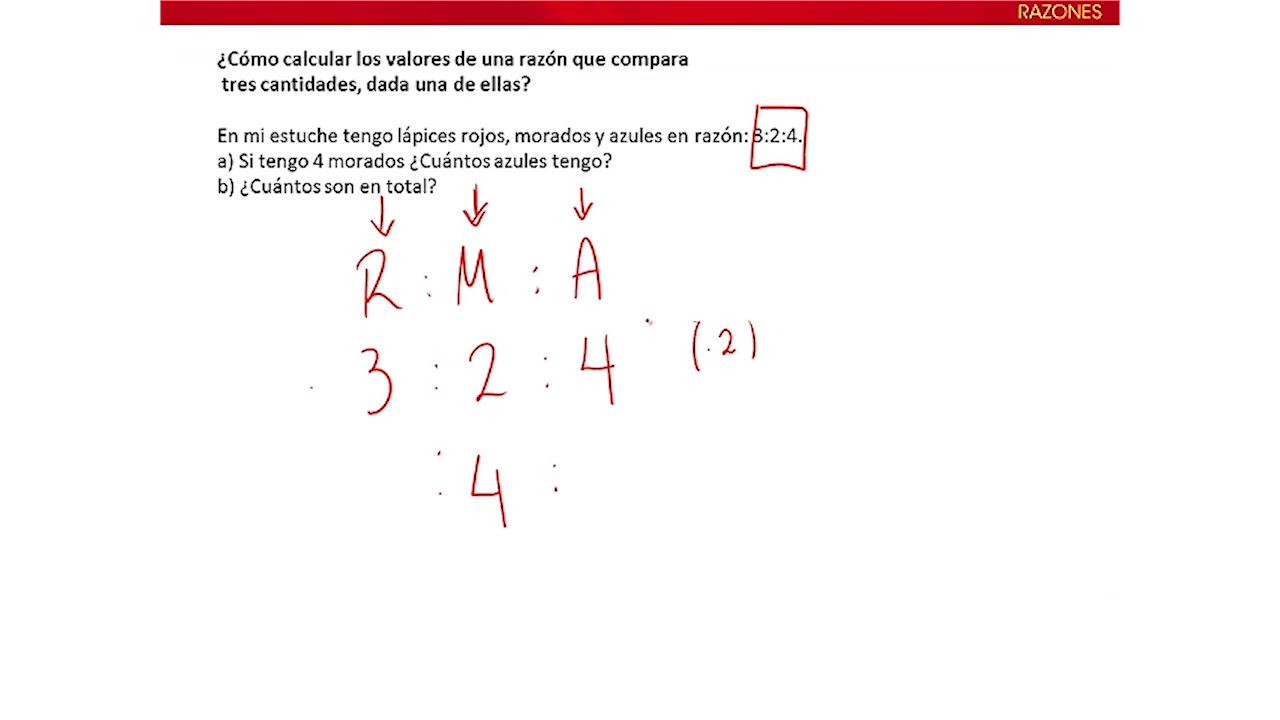 RAZONES
¿Cómo calcular los valores de una razón que compara
tres cantidades, dada una de ellas?
En mi estuche tengo lápices rojos, morados y azules en razón: 3:2:4.
a) Si tengo 4 morados ¿Cuántos azules tengo?
b) ¿Cuántos son en total?
R : M : A
3 : 2 : 4 (.2)
: 4 :